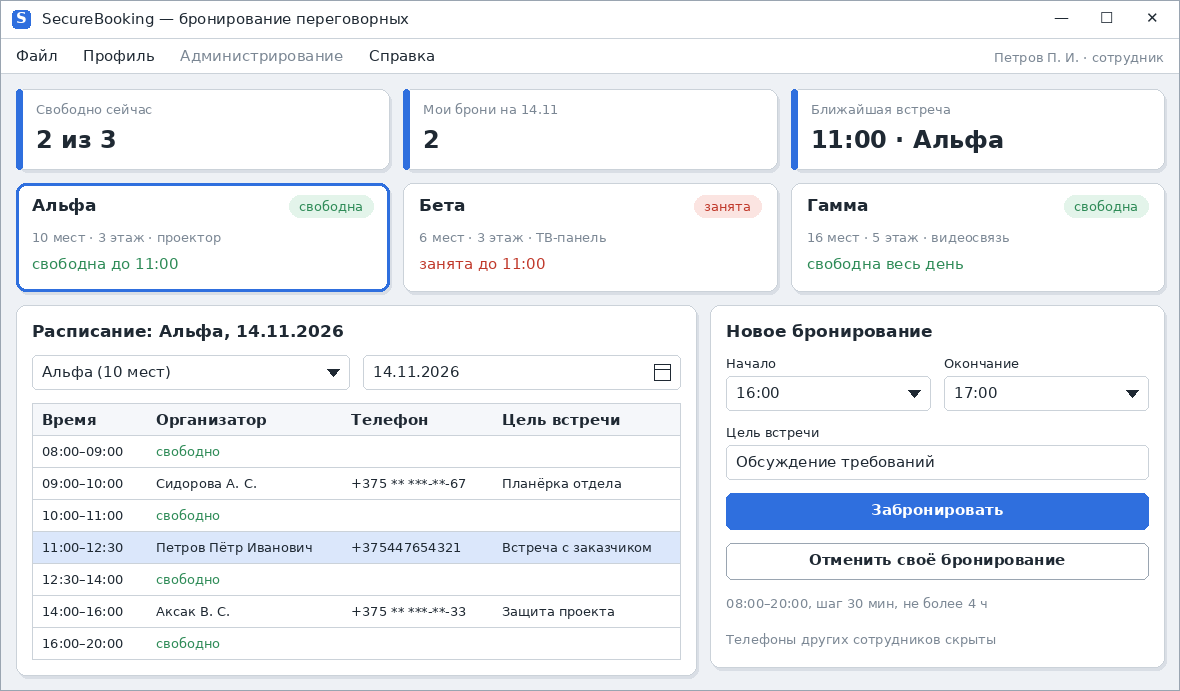 S SecureBooking — бронирование переговорных
Файл Профиль Администрирование Справка Петров П. И. · сотрудник
Свободно сейчас
2 из 3
Мои брони на 14.11
2
Ближайшая встреча
11:00 · Альфа
Альфа свободна
10 мест · 3 этаж · проектор
свободна до 11:00
Бета занята
6 мест · 3 этаж · ТВ-панель
занята до 11:00
Гамма свободна
16 мест · 5 этаж · видеосвязь
свободна весь день
Расписание: Альфа, 14.11.2026
Альфа (10 мест) 14.11.2026
Время Организатор Телефон Цель встречи
08:00–09:00 свободно
09:00–10:00 Сидорова А. С. +375 ** ***-**-67 Планёрка отдела
10:00–11:00 свободно
11:00–12:30 Петров Пётр Иванович +375447654321 Встреча с заказчиком
12:30–14:00 свободно
14:00–16:00 Аксак В. С. +375 ** ***-**-33 Защита проекта
16:00–20:00 свободно
Новое бронирование
Начало Окончание
16:00 17:00
Цель встречи
Обсуждение требований
Забронировать
Отменить своё бронирование
08:00–20:00, шаг 30 мин, не более 4 ч
Телефоны других сотрудников скрыты